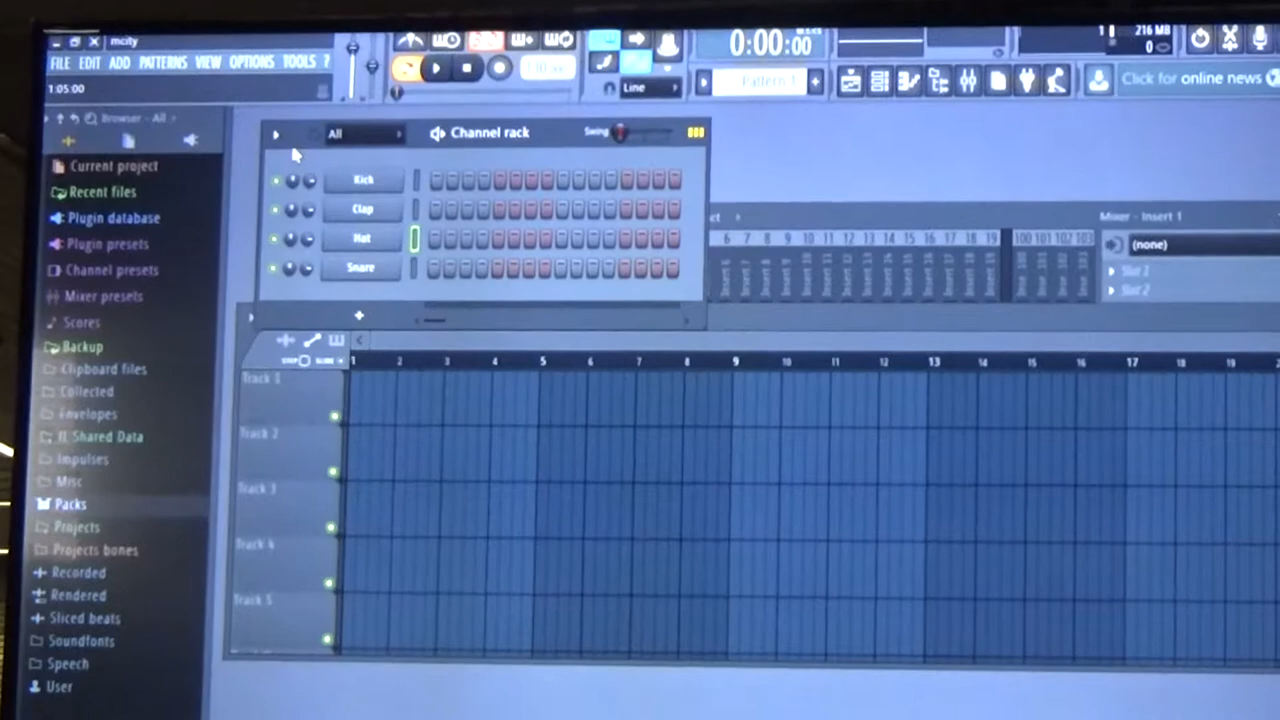 mcity
FILE EDIT ADD PATTERNS VIEW OPTIONS TOOLS ?
1:05:00
0:00:00
1
216 MB
0
Line
Pattern 1
Click for online news
Browser - All
Current project
Recent files
Plugin database
Plugin presets
Channel presets
Mixer presets
Scores
Backup
Clipboard files
Collected
Envelopes
IL Shared Data
Impulses
Misc
Packs
Projects
Projects bones
Recorded
Rendered
Sliced beats
Soundfonts
Speech
User
All
Channel rack
Swing
Kick
Clap
Hat
Snare
6 7 8 9 10 11 12 13 14 15 16 17 18 19 100 101 102 103
Mixer - Insert 1
(none)
Slot 1
Slot 2
1 2 3 4 5 6 7 8 9 10 11 12 13 14 15 16 17 18 19
Track 1
Track 2
Track 3
Track 4
Track 5